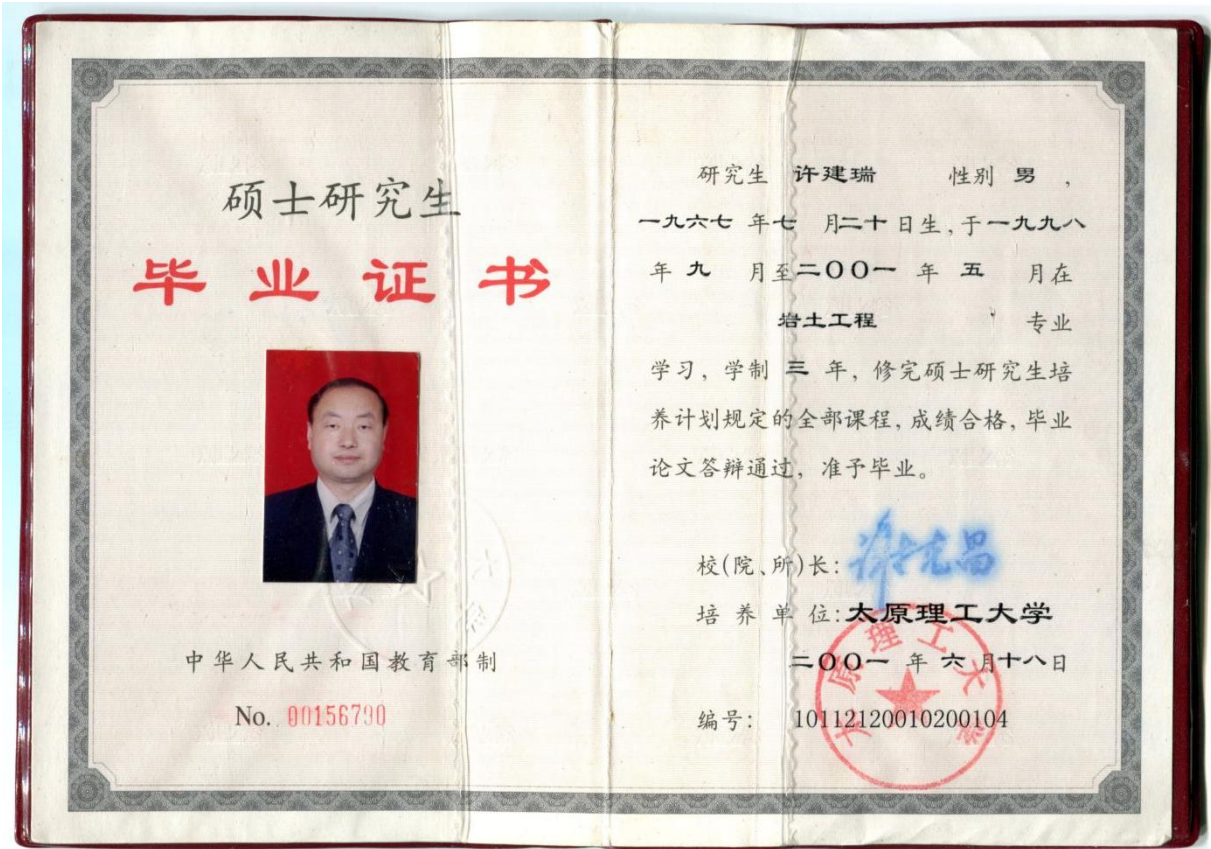 硕士研究生
毕业证书
中华人民共和国教育部制
No. 00156790
研究生 许建瑞 性别 男，
一九六七 年七 月二十 日生，于一九九八
年 九 月至二〇〇一 年 五 月在
岩土工程 专业
学习，学制 三 年，修完硕士研究生培
养计划规定的全部课程，成绩合格，毕业
论文答辩通过，准予毕业。
校(院、所)长：
培养单位：太原理工大学
二〇〇一 年 六 月十八日
编号： 10112120010200104
太原理工大学